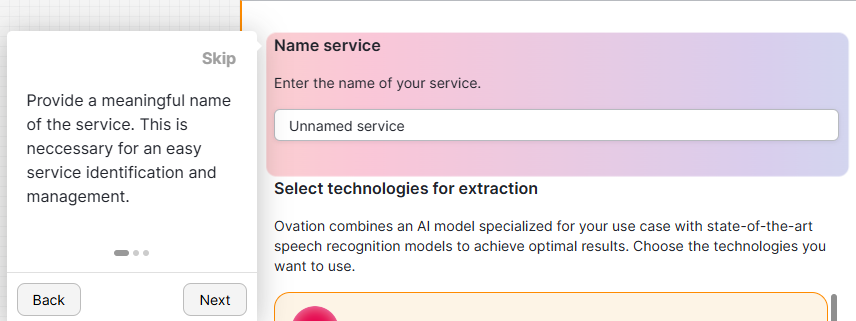 Skip
Provide a meaningful name
of the service. This is
neccessary for an easy
service identification and
management.
Back
Next
Name service
Enter the name of your service.
Unnamed service
Select technologies for extraction
Ovation combines an AI model specialized for your use case with state-of-the-art
speech recognition models to achieve optimal results. Choose the technologies you
want to use.